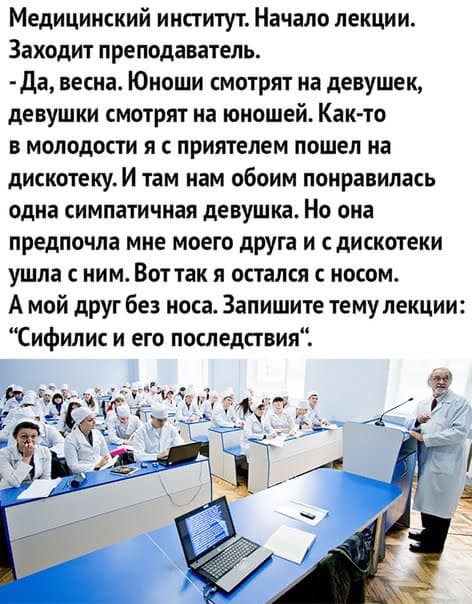 Медицинский институт. Начало лекции.
Заходит преподаватель.
- Да, весна. Юноши смотрят на девушек,
девушки смотрят на юношей. Как-то
в молодости я с приятелем пошел на
дискотеку. И там нам обоим понравилась
одна симпатичная девушка. Но она
предпочла мне моего друга и с дискотеки
ушла с ним. Вот так я остался с носом.
А мой друг без носа. Запишите тему лекции:
“Сифилис и его последствия“.